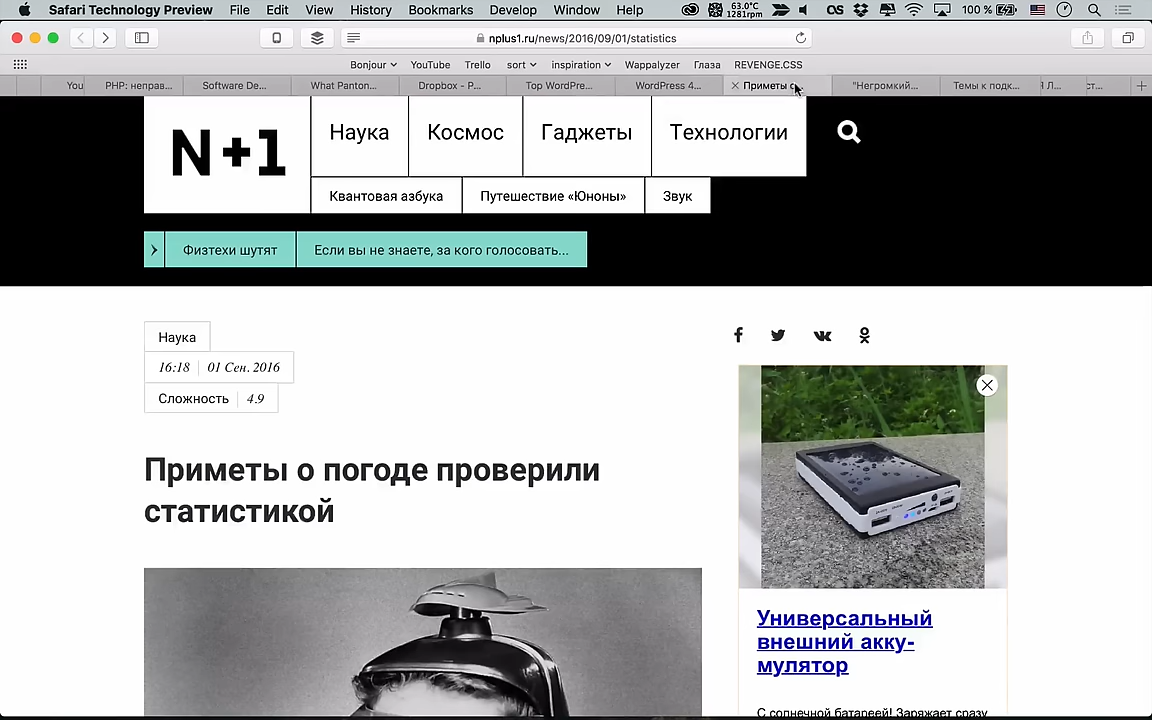 Safari Technology Preview File Edit View History Bookmarks Develop Window Help 63.0°C 1281rpm 100 %
nplus1.ru/news/2016/09/01/statistics
Bonjour YouTube Trello sort inspiration Wappalyzer Глаза REVENGE.CSS
You PHP: неправ... Software De... What Panton... Dropbox - P... Top WordPre... WordPress 4... Приметы "Негромкий... Темы к подк...
N+1
Наука Космос Гаджеты Технологии
Квантовая азбука Путешествие «Юноны» Звук
Физтехи шутят Если вы не знаете, за кого голосовать...
Наука
16:18 01 Сен. 2016
Сложность 4.9
Приметы о погоде проверили
статистикой
Универсальный
внешний акку-
мулятор
С солнечной батареей! Заряжает сразу